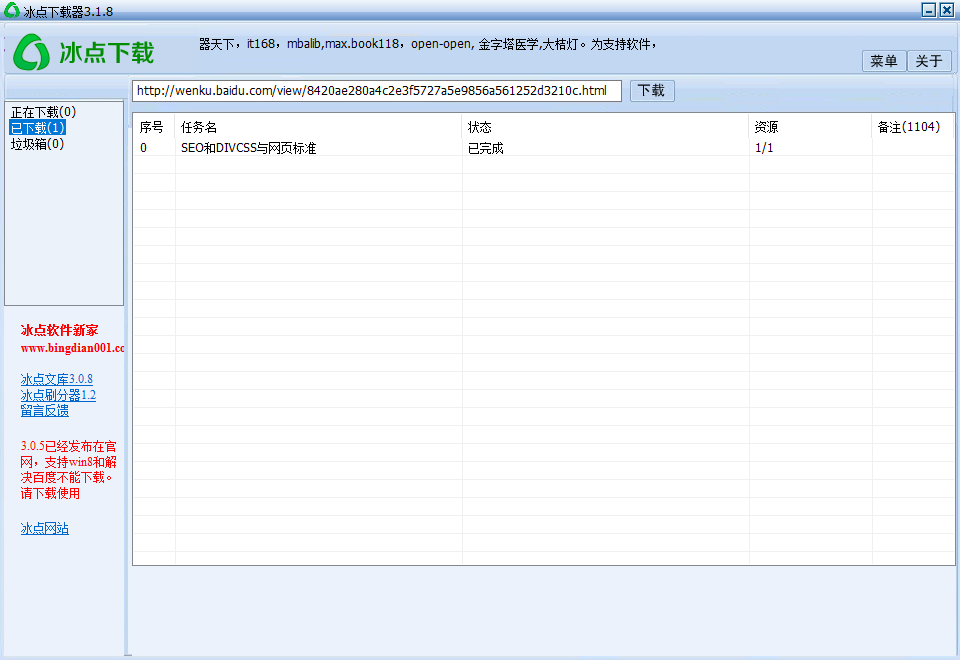 冰点下载器3.1.8
冰点下载
器天下，it168，mbalib,max.book118，open-open, 金字塔医学,大桔灯。为支持软件，
菜单
关于
http://wenku.baidu.com/view/8420ae280a4c2e3f5727a5e9856a561252d3210c.html
下载
正在下载(0)
已下载(1)
垃圾箱(0)
序号 任务名 状态 资源 备注(1104)
0 SEO和DIVCSS与网页标准 已完成 1/1
冰点软件新家
www.bingdian001.co
冰点文库3.0.8
冰点刷分器1.2
留言反馈
3.0.5已经发布在官
网，支持win8和解
决百度不能下载。
请下载使用
冰点网站